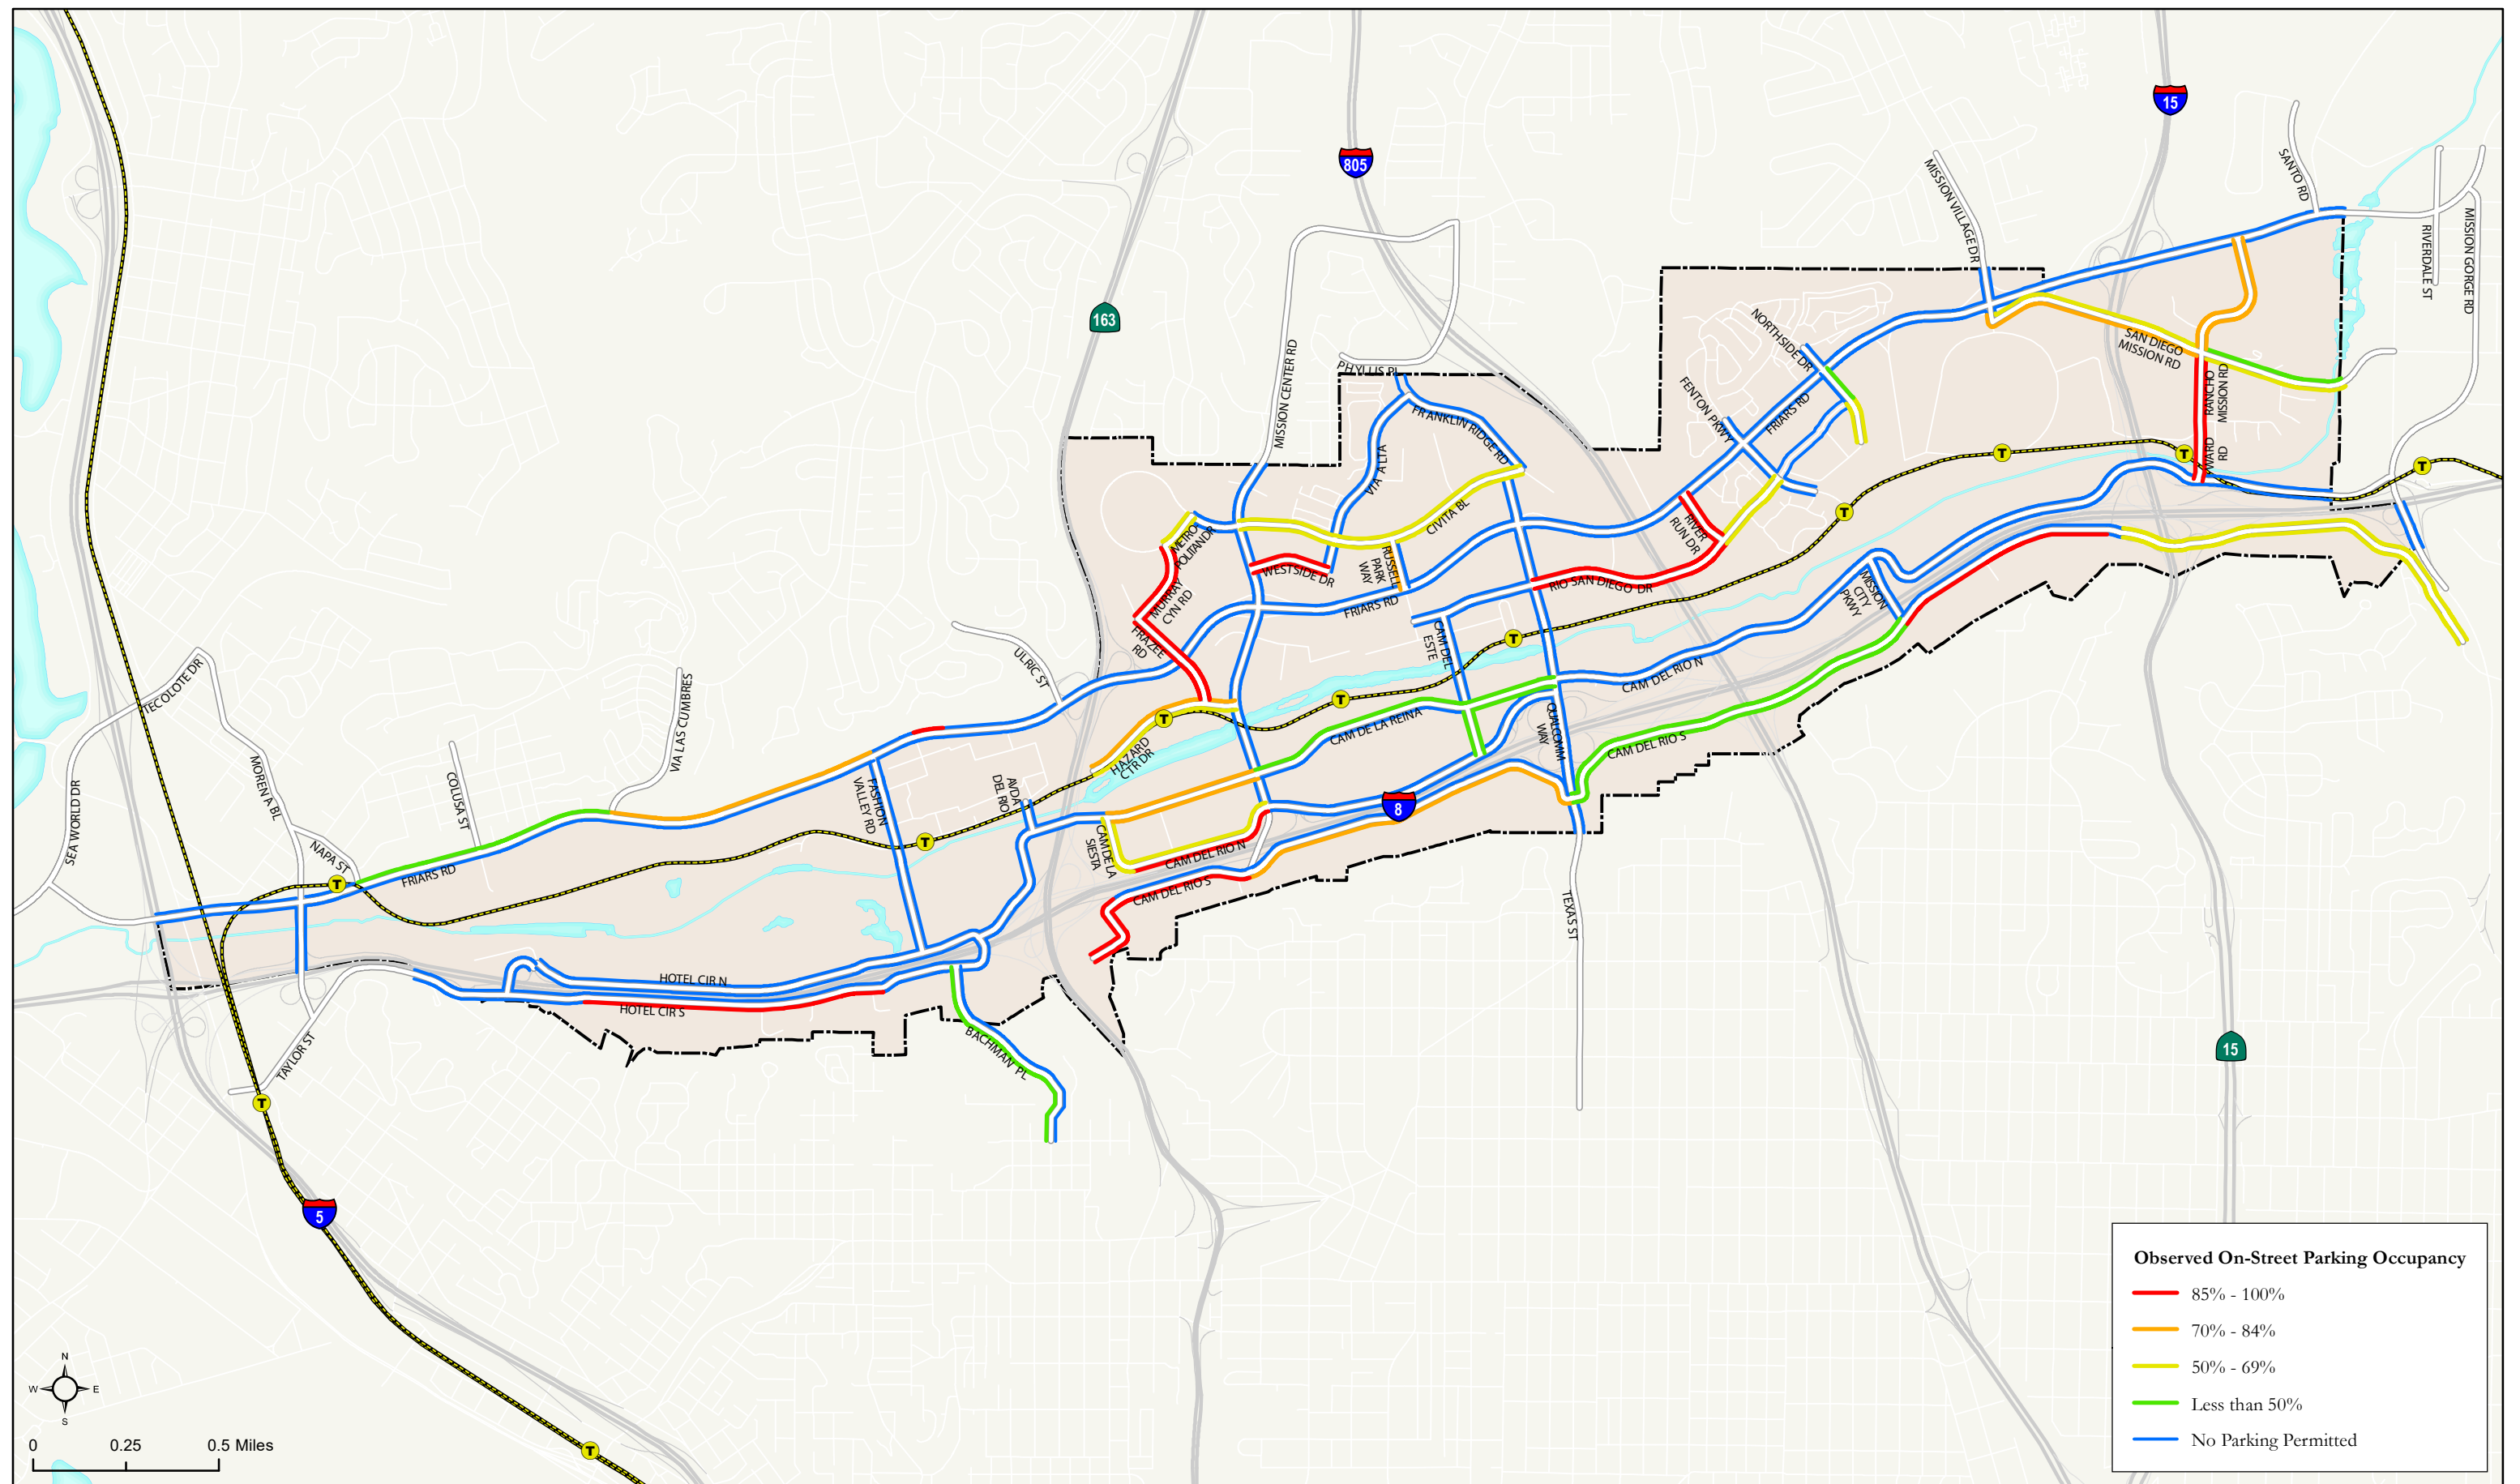 15
805
163
SANTO RD
MISSION VILLAGE DR
RIVERDALE ST
MISSION GORGE RD
NORTHSIDE DR
MISSION CENTER RD
PHYLLIS PL
SAN DIEGO
MISSION RD
FENTON PKWY
FRIARS RD
RANCHO
MISSION RD
FRANKLIN RIDGE RD
VIA ALTA
WARD
RD
T
T
T
T
CIVITA BL
METRO
POLITAN DR
RIVER
RUN DR
WESTSIDE DR
RUSSELL
PARK
WAY
RIO SAN DIEGO DR
MISSION
CITY
PKWY
MURRAY
CYN RD
FRIARS RD
FRAZEE
RD
CAM DEL
ESTE
T
ULRIC ST
TECOLOTE DR
CAM DEL RIO N
VIA LAS CUMBRES
T
T
CAM DE LA REINA
QUALCOMM
WAY
CAM DEL RIO S
HAZARD
CTR DR
MORENA BL
COLUSA ST
SEA WORLD DR
FASHION
VALLEY RD
AVDA
DEL RIO
8
T
CAM DE LA
SIESTA
CAM DEL RIO N
NAPA ST
T
FRIARS RD
CAM DEL RIO S
TEXAS ST
HOTEL CIR N
HOTEL CIR S
BACHMAN PL
TAYLOR ST
15
T
5
Observed On-Street Parking Occupancy
85% - 100%
70% - 84%
50% - 69%
Less than 50%
No Parking Permitted
N
W E
S
0 0.25 0.5 Miles
T